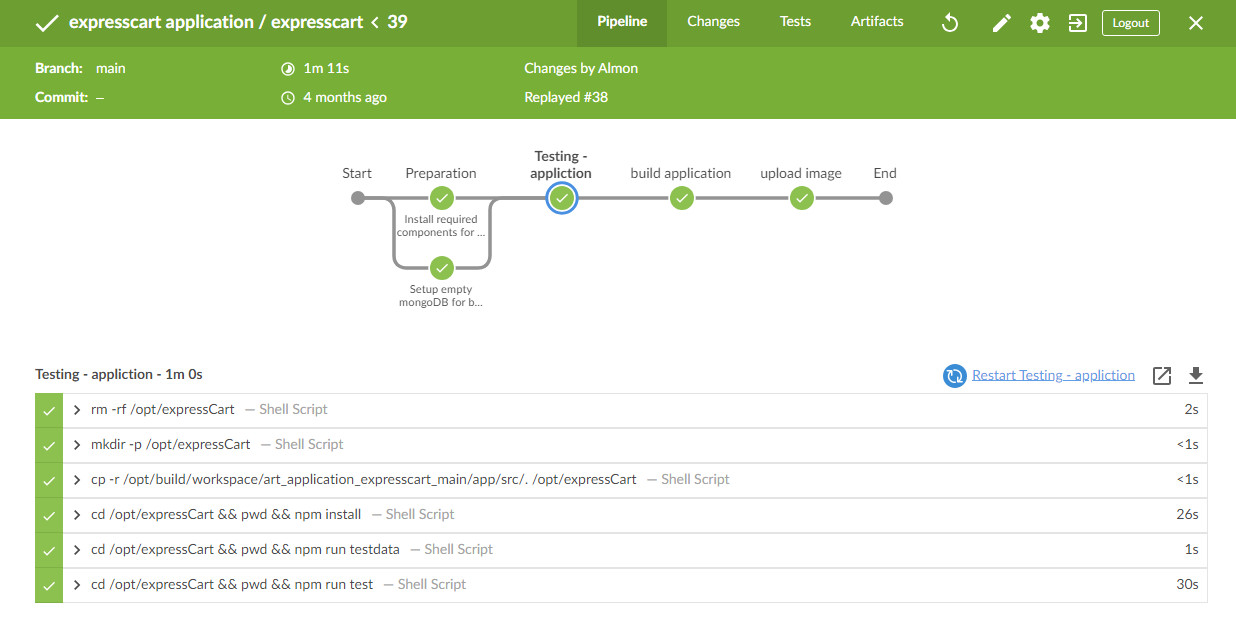 expresscart application / expresscart < 39
Pipeline Changes Tests Artifacts Logout
Branch: main 1m 11s Changes by Almon
Commit: – 4 months ago Replayed #38
Testing -
Start Preparation appliction build application upload image End
Install required
components for ...
Setup empty
mongoDB for b...
Testing - appliction - 1m 0s Restart Testing - appliction
rm -rf /opt/expressCart — Shell Script 2s
mkdir -p /opt/expressCart — Shell Script <1s
cp -r /opt/build/workspace/art_application_expresscart_main/app/src/. /opt/expressCart — Shell Script <1s
cd /opt/expressCart && pwd && npm install — Shell Script 26s
cd /opt/expressCart && pwd && npm run testdata — Shell Script 1s
cd /opt/expressCart && pwd && npm run test — Shell Script 30s